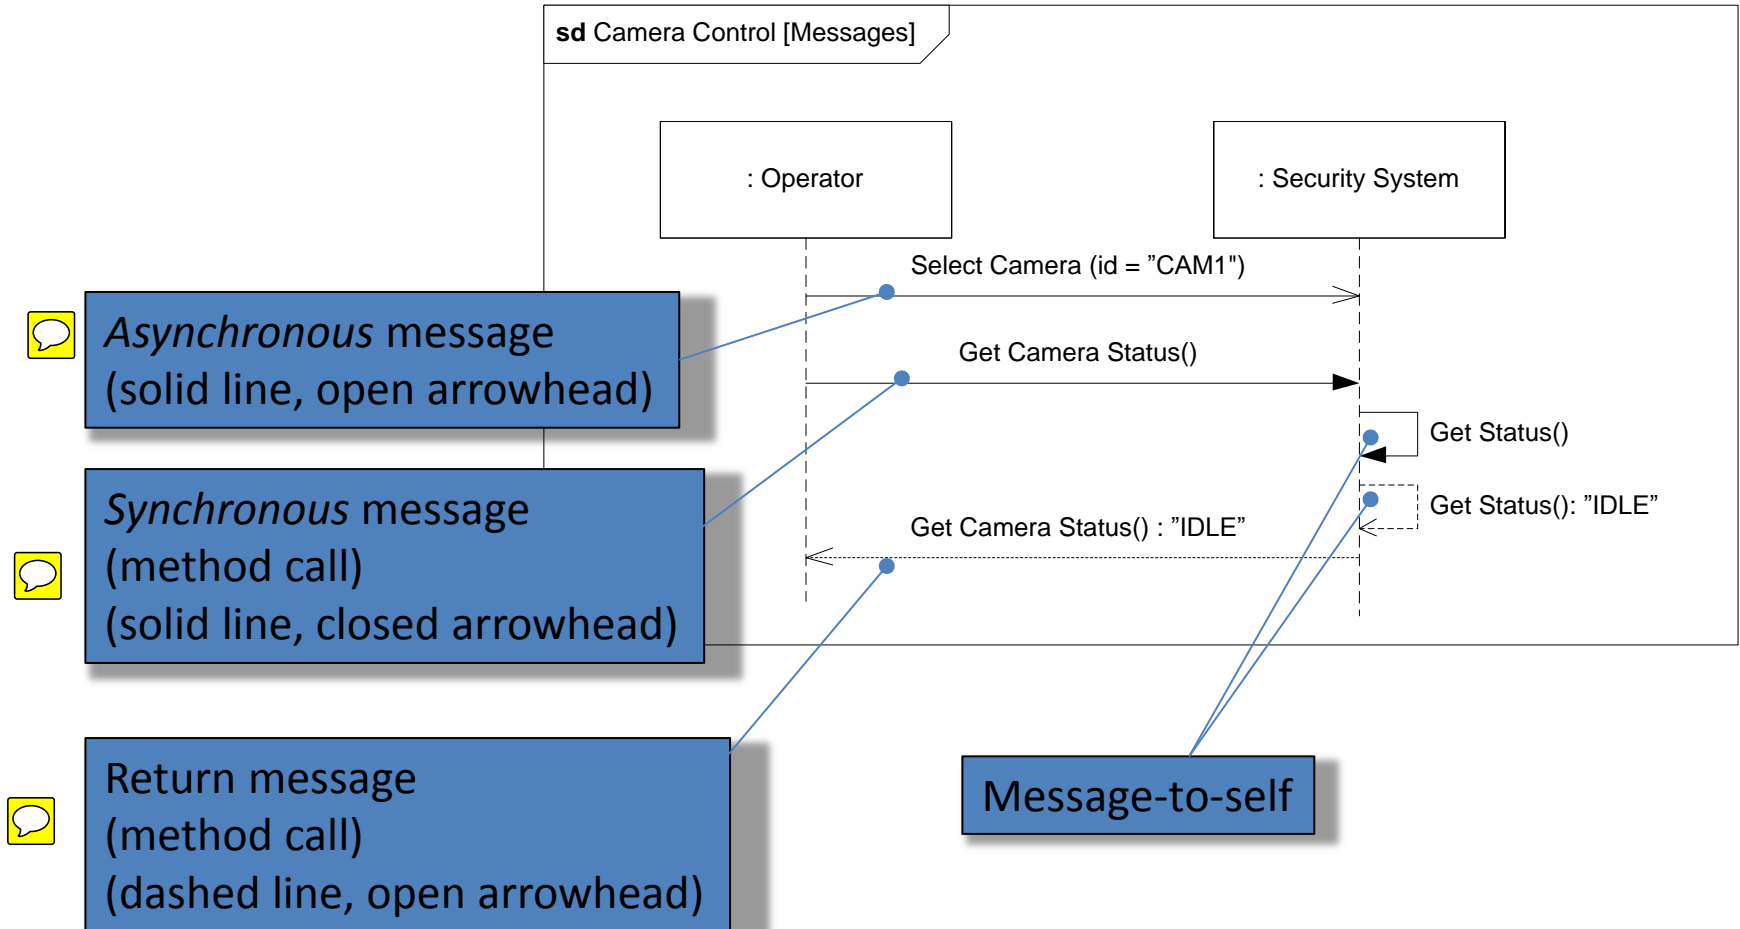 sd Camera Control [Messages]
: Operator
: Security System
Select Camera (id = ”CAM1")
Asynchronous message
(solid line, open arrowhead)
Get Camera Status()
Get Status()
Synchronous message
(method call)
(solid line, closed arrowhead)
Get Status(): ”IDLE”
Get Camera Status() : ”IDLE”
Return message
(method call)
(dashed line, open arrowhead)
Message-to-self